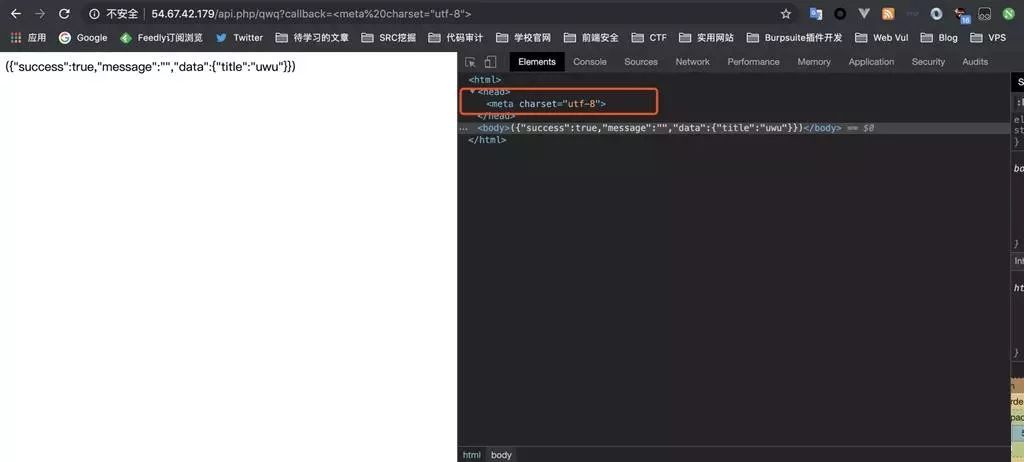 不安全 54.67.42.179/api.php/qwq?callback=<meta%20charset="utf-8">
应用 Google Feedly订阅浏览 Twitter 待学习的文章 SRC挖掘 代码审计 学校官网 前端安全 CTF 实用网站 Burpsuite插件开发 Web Vul Blog VPS
({"success":true,"message":"","data":{"title":"uwu"}})
Elements Console Sources Network Performance Memory Application Security Audits
<html>
<head>
<meta charset="utf-8">
</head>
… <body>({"success":true,"message":"","data":{"title":"uwu"}})</body> == $0
</html>
html body